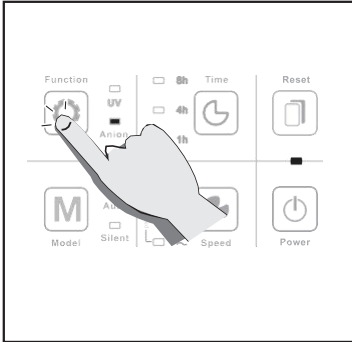 Function
UV
Anion
8h
4h
1h
Time
Reset
M
Model
Silent
Speed
Power